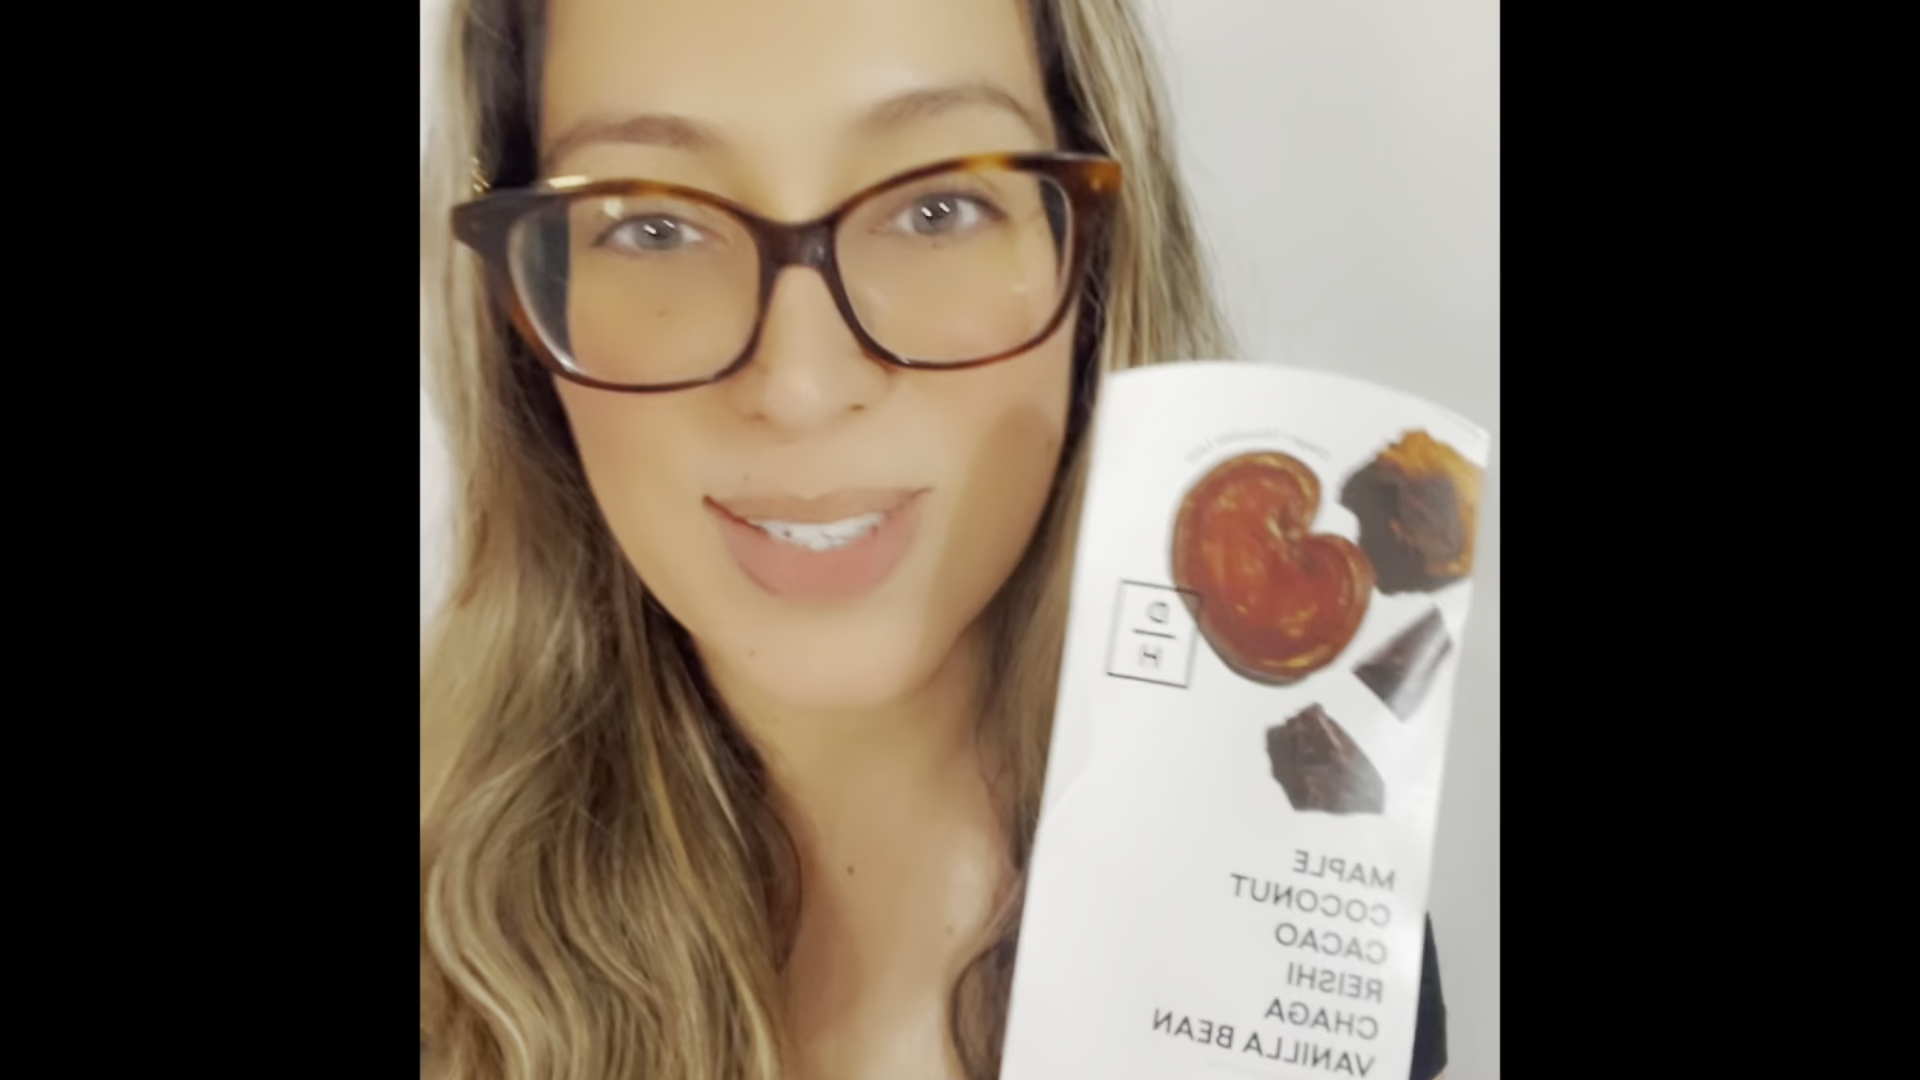 D
H
MAPLE
COCONUT
CACAO
REISHI
CHAGA
VANILLA BEAN